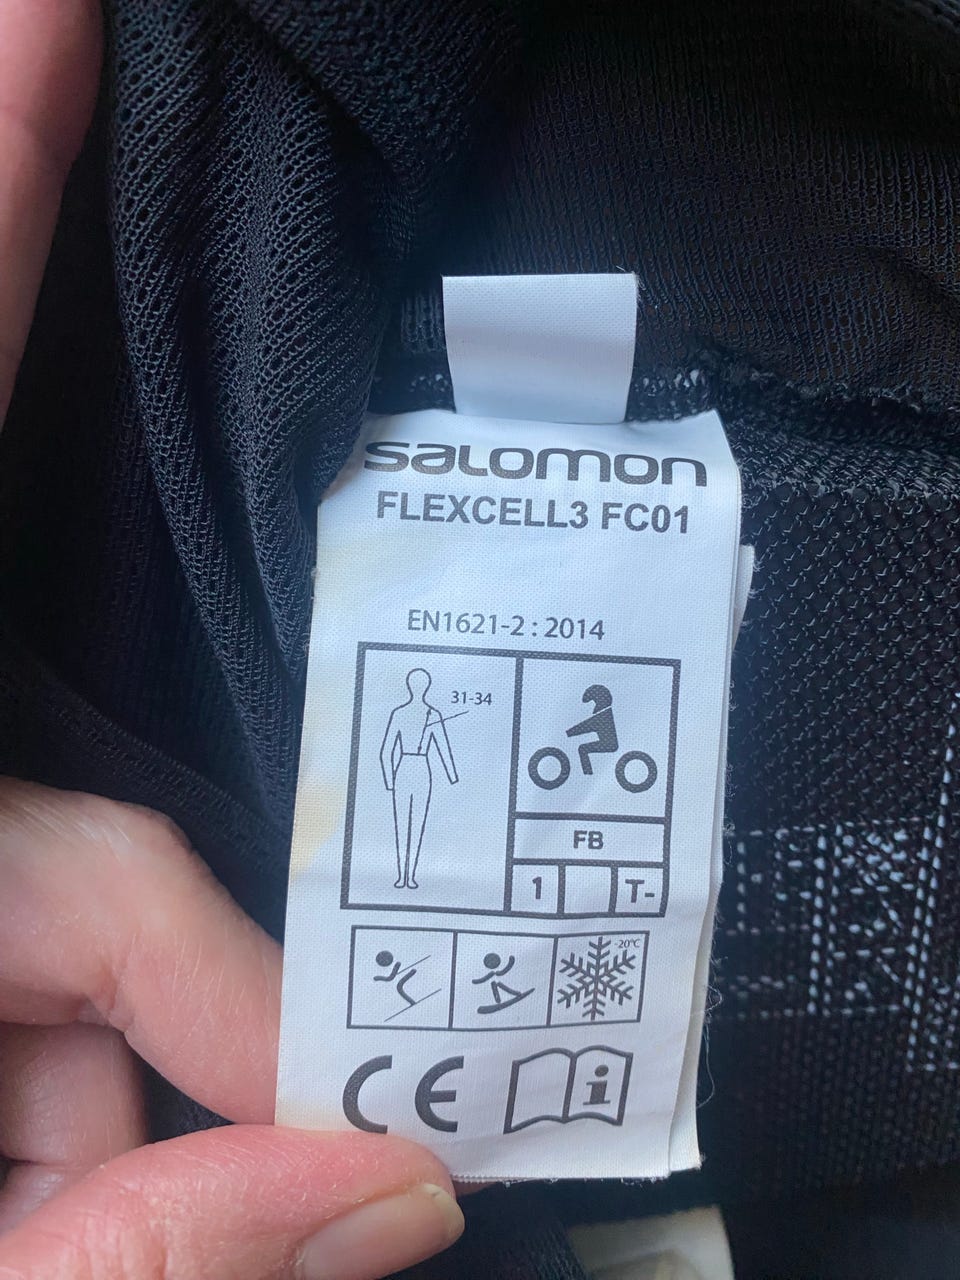 SALOMON
FLEXCELL3 FC01
EN1621-2 : 2014
31-34
FB
1
T-
-20°C
CE
i